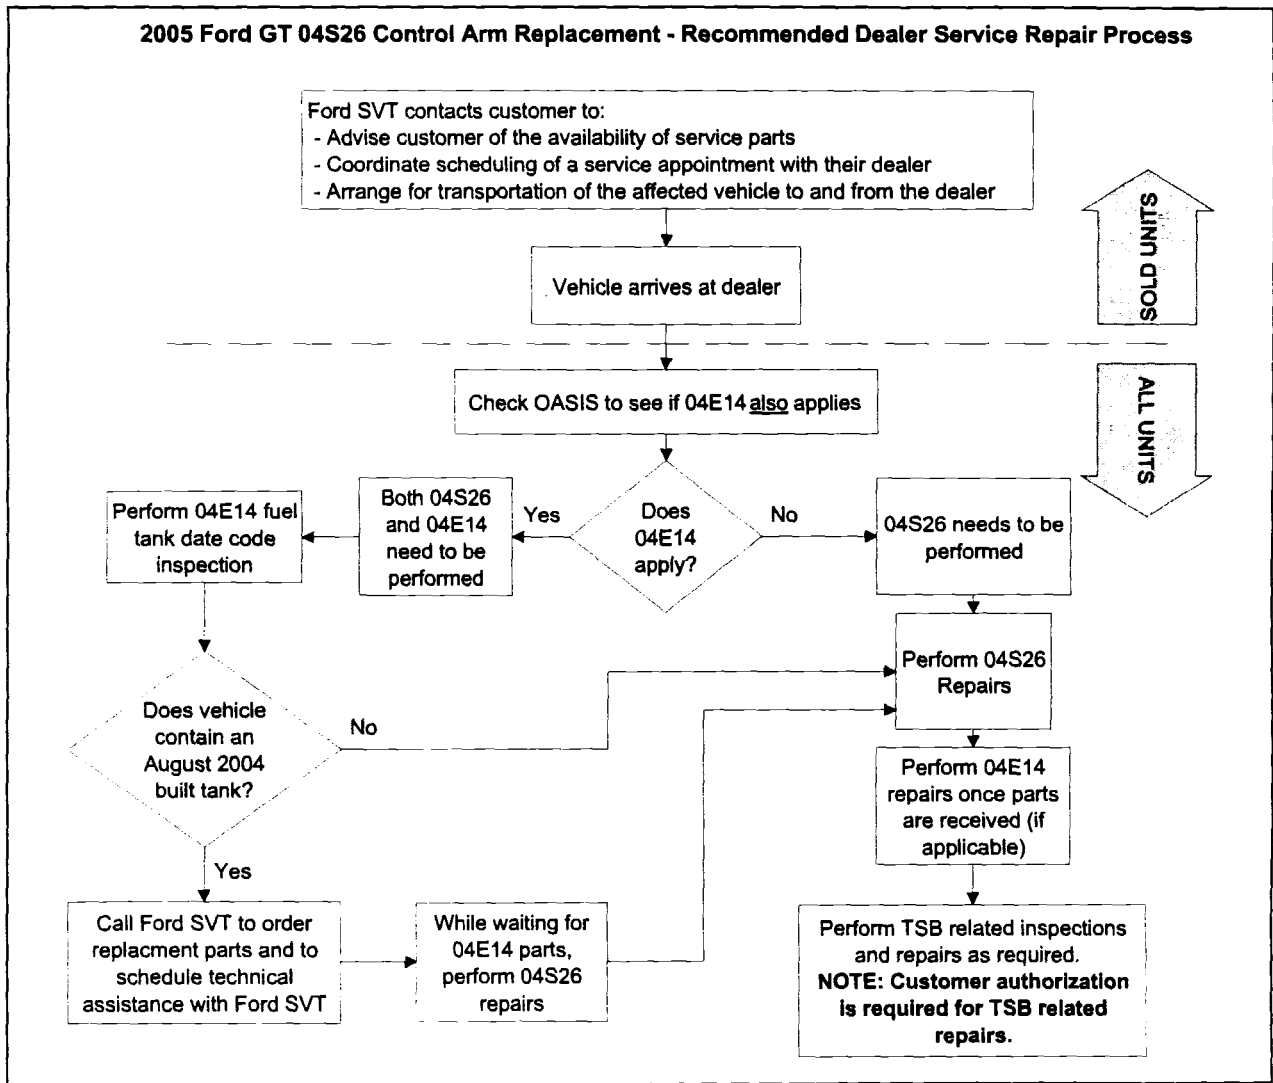 2005 Ford GT 04S26 Control Arm Replacement - Recommended Dealer Service Repair Process
Ford SVT contacts customer to:
- Advise customer of the availability of service parts
- Coordinate scheduling of a service appointment with their dealer
- Arrange for transportation of the affected vehicle to and from the dealer
SOLD UNITS
Vehicle arrives at dealer
ALL UNITS
Check OASIS to see if 04E14 also applies
Does
04E14
apply?
Yes
No
Both 04S26
and 04E14
need to be
performed
Perform 04E14 fuel
tank date code
inspection
04S26 needs to be
performed
Perform 04S26
Repairs
Does vehicle
contain an
August 2004
built tank?
No
Yes
Perform 04E14
repairs once parts
are received (if
applicable)
Call Ford SVT to order
replacment parts and to
schedule technical
assistance with Ford SVT
While waiting for
04E14 parts,
perform 04S26
repairs
Perform TSB related inspections
and repairs as required.
NOTE: Customer authorization
is required for TSB related
repairs.